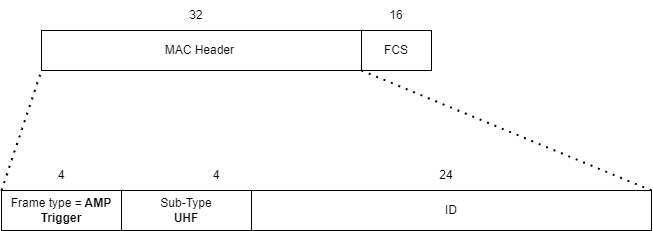 32 16
MAC Header FCS
4 4 24
Frame type = AMP Trigger Sub-Type UHF ID